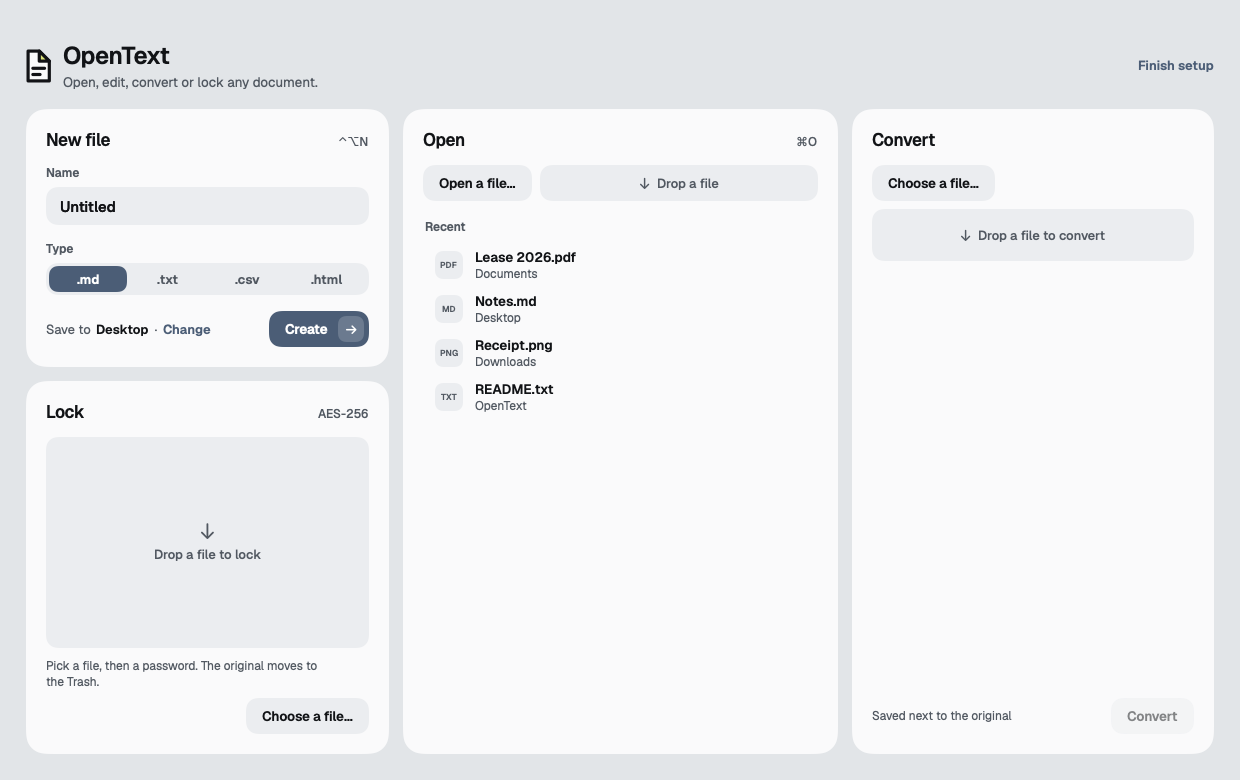 OpenText
Open, edit, convert or lock any document.
Finish setup
New file
⌃⌥N
Name
Untitled
Type
.md .txt .csv .html
Save to Desktop · Change
Create →
Lock
AES-256
↓
Drop a file to lock
Pick a file, then a password. The original moves to
the Trash.
Choose a file...
Open
⌘O
Open a file...
↓ Drop a file
Recent
PDF
Lease 2026.pdf
Documents
MD
Notes.md
Desktop
PNG
Receipt.png
Downloads
TXT
README.txt
OpenText
Convert
Choose a file...
↓ Drop a file to convert
Saved next to the original
Convert